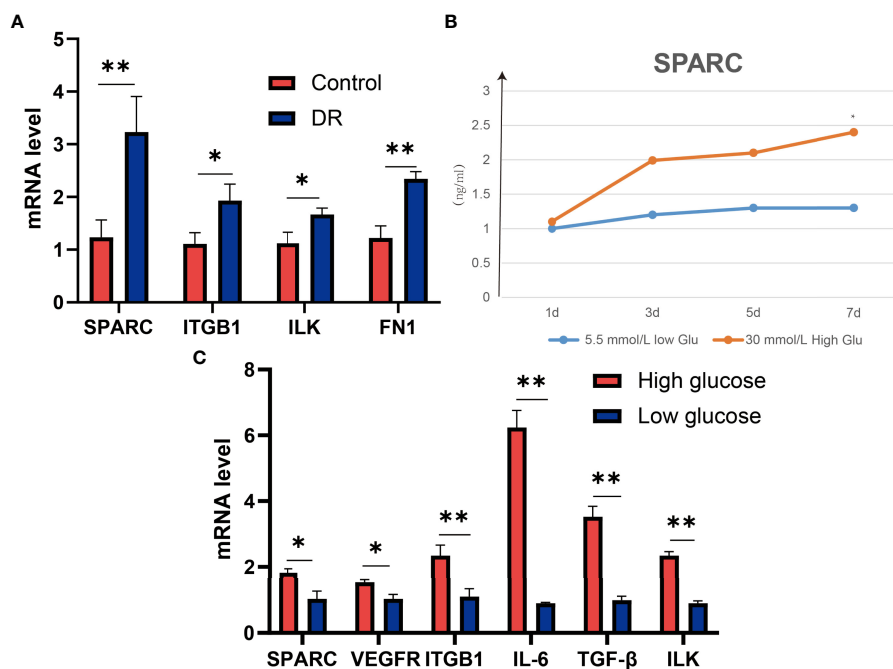 A
mRNA level
5
4
3
2
1
0
**
*
*
**
Control
DR
SPARC ITGB1 ILK FN1
B
SPARC
(ng/ml)
3
2.5
2
1.5
1
0.5
0
*
1d 3d 5d 7d
5.5 mmol/L low Glu 30 mmol/L High Glu
C
mRNA level
8
6
4
2
0
*
*
**
**
**
**
High glucose
Low glucose
SPARC VEGFR ITGB1 IL-6 TGF-β ILK